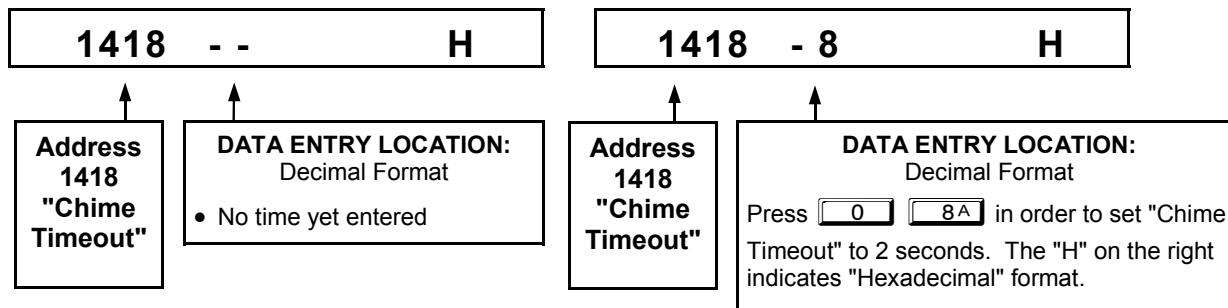 1418 - - H
1418 - 8 H
Address
1418
"Chime
Timeout"
DATA ENTRY LOCATION:
Decimal Format
• No time yet entered
Address
1418
"Chime
Timeout"
DATA ENTRY LOCATION:
Decimal Format
Press 0 8A in order to set "Chime
Timeout" to 2 seconds. The "H" on the right
indicates "Hexadecimal" format.